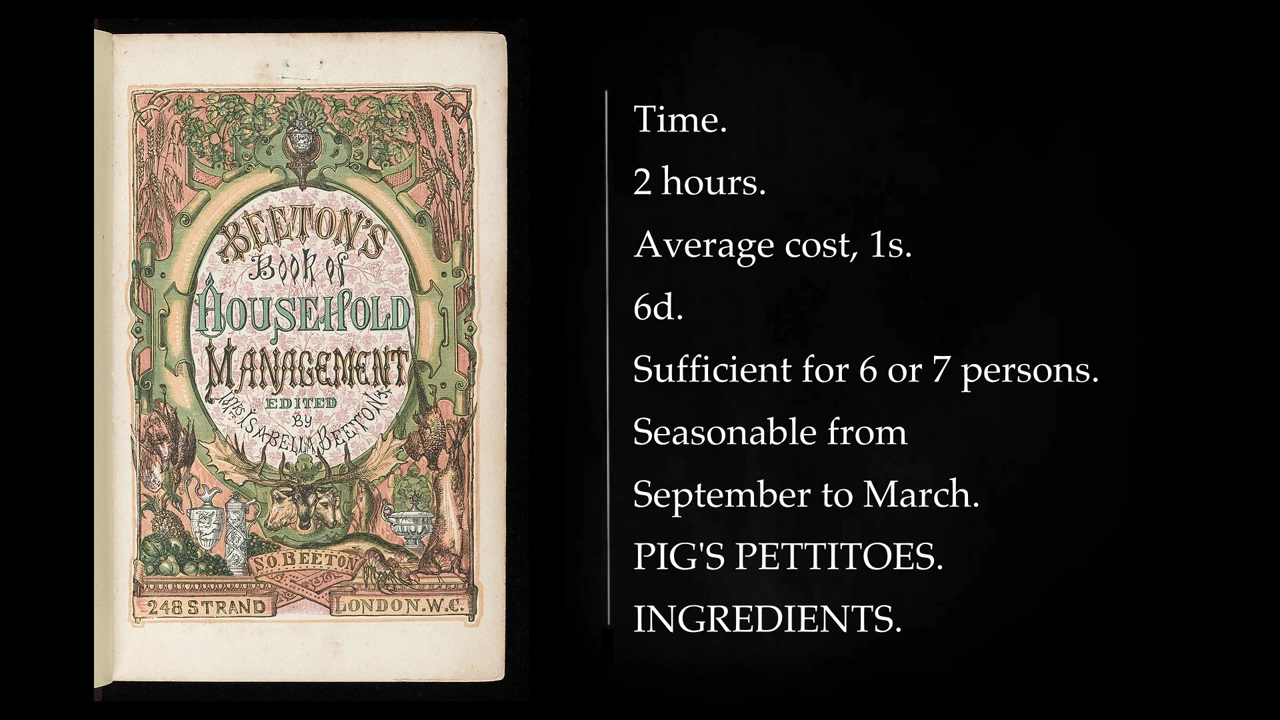 BEETON'S
Book of
HOUSEHOLD
MANAGEMENT
EDITED
BY
MRS ISABELLA BEETON.
S.O. BEETON
248 STRAND
LONDON. W.C.
Time.
2 hours.
Average cost, 1s.
6d.
Sufficient for 6 or 7 persons.
Seasonable from
September to March.
PIG'S PETTITOES.
INGREDIENTS.